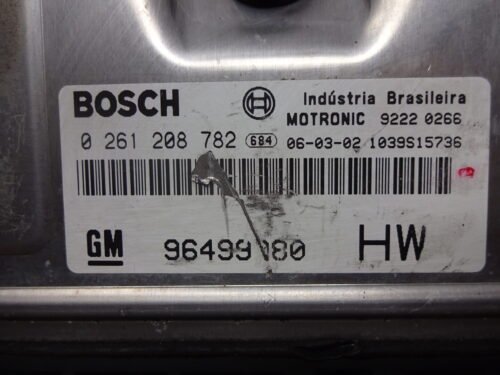 BOSCH Indústria Brasileira
MOTRONIC 9222 0266
0 261 208 782 684 06-03-02 1039S15736
GM HW